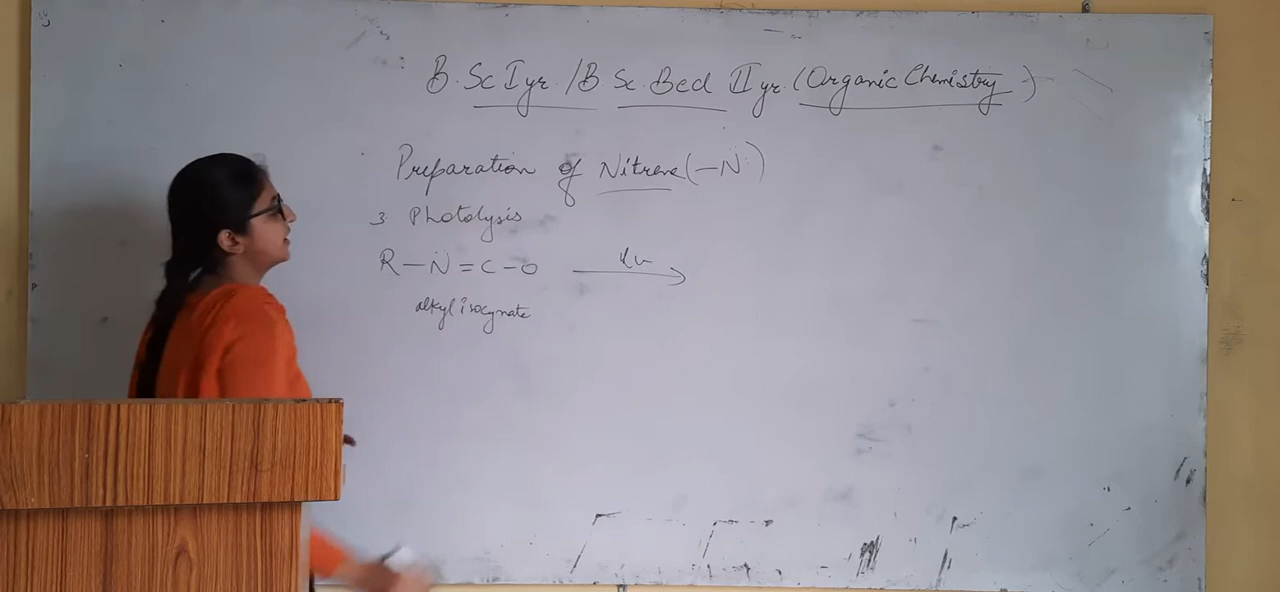 B.Sc I yr. / B Sc. Bed II yr. (Organic Chemistry)
Preparation of Nitrene (–N̈:)
3. Photolysis
R – N̈ = C – O  hν →
alkyl isocynate